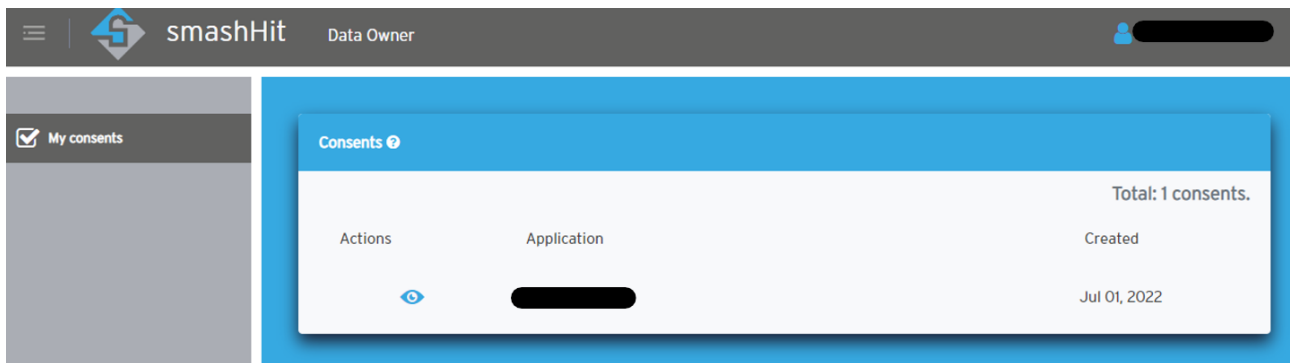 smashHit Data Owner
My consents
Consents
Total: 1 consents.
Actions Application Created
Jul 01, 2022